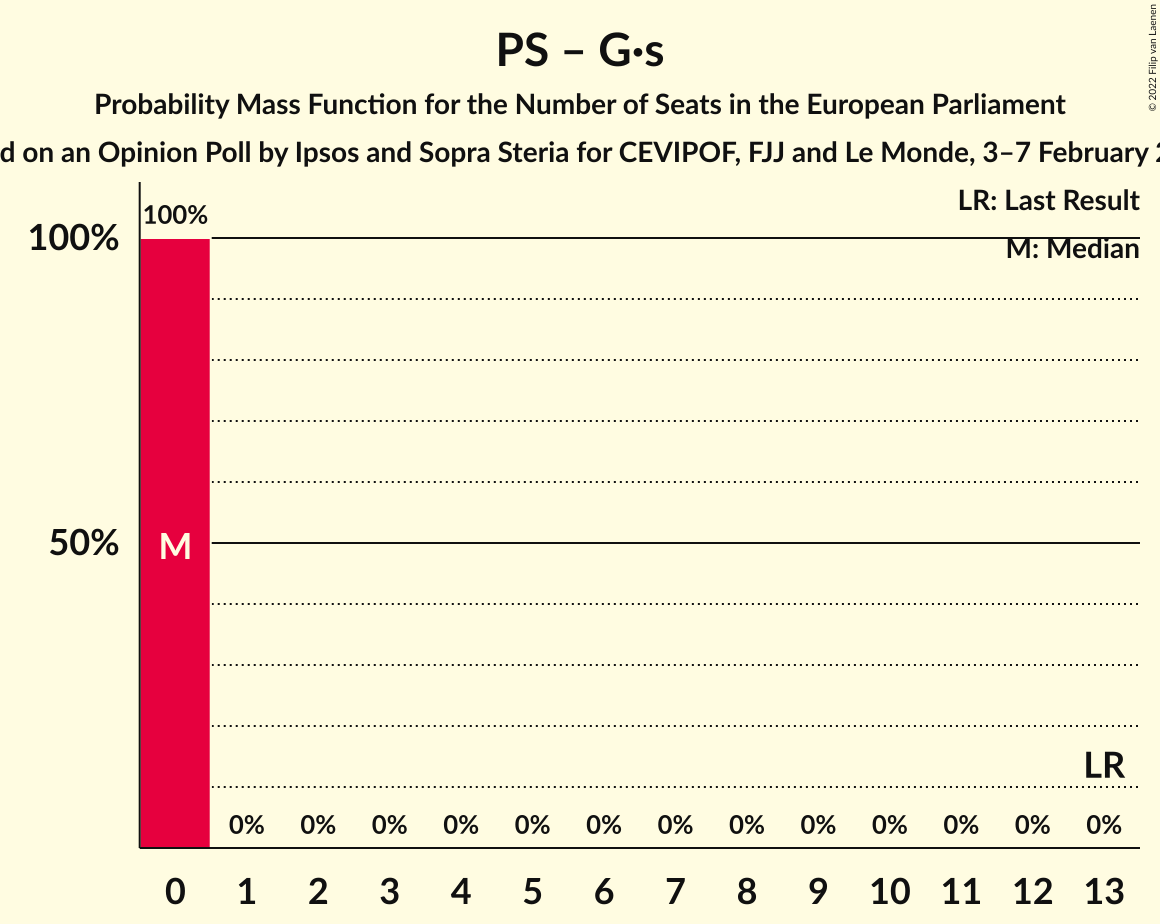 PS – G·s
Probability Mass Function for the Number of Seats in the European Parliament
on an Opinion Poll by Ipsos and Sopra Steria for CEVIPOF, FJJ and Le Monde, 3–7 February
© 2022 Filip van Laenen
LR: Last Result
M: Median
100%
100%
50%
M
LR
0% 0% 0% 0% 0% 0% 0% 0% 0% 0% 0% 0% 0%
0 1 2 3 4 5 6 7 8 9 10 11 12 13